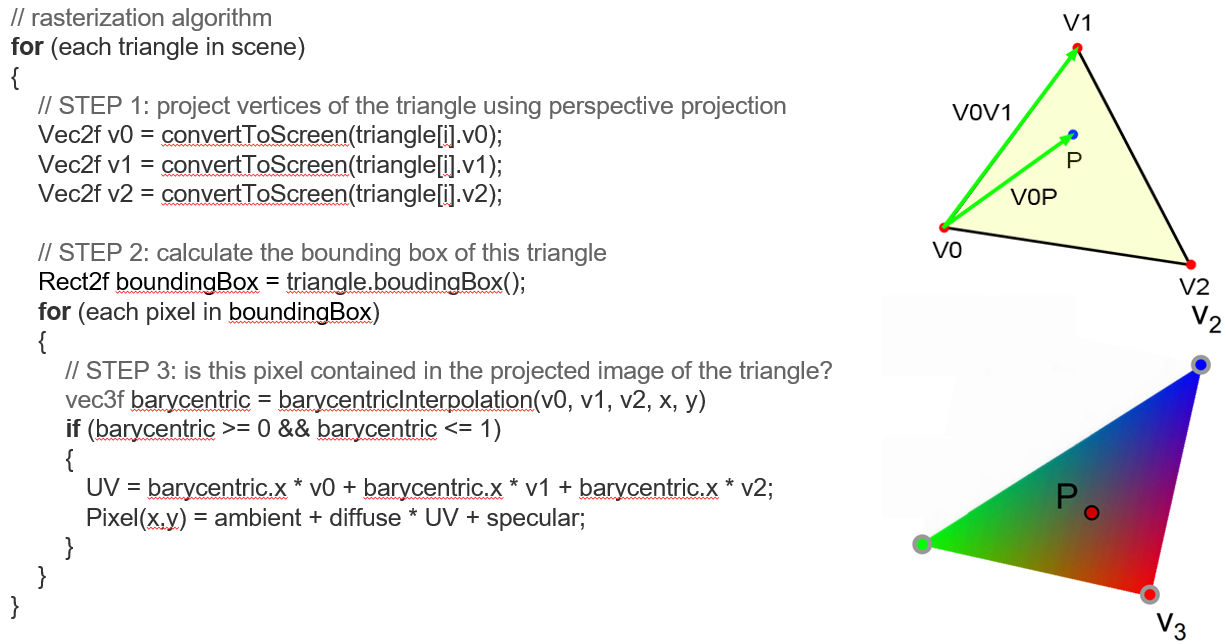 // rasterization algorithm
for (each triangle in scene)
{
// STEP 1: project vertices of the triangle using perspective projection
Vec2f v0 = convertToScreen(triangle[i].v0);
Vec2f v1 = convertToScreen(triangle[i].v1);
Vec2f v2 = convertToScreen(triangle[i].v2);
// STEP 2: calculate the bounding box of this triangle
Rect2f boundingBox = triangle.boudingBox();
for (each pixel in boundingBox)
{
// STEP 3: is this pixel contained in the projected image of the triangle?
vec3f barycentric = barycentricInterpolation(v0, v1, v2, x, y)
if (barycentric >= 0 && barycentric <= 1)
{
UV = barycentric.x * v0 + barycentric.x * v1 + barycentric.x * v2;
Pixel(x,y) = ambient + diffuse * UV + specular;
}
}
}
V1
V0V1
P
V0P
V0
V2
v2
P
v3